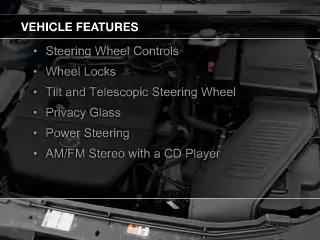 VEHICLE FEATURES
• Steering Wheel Controls
• Wheel Locks
• Tilt and Telescopic Steering Wheel
• Privacy Glass
• Power Steering
• AM/FM Stereo with a CD Player